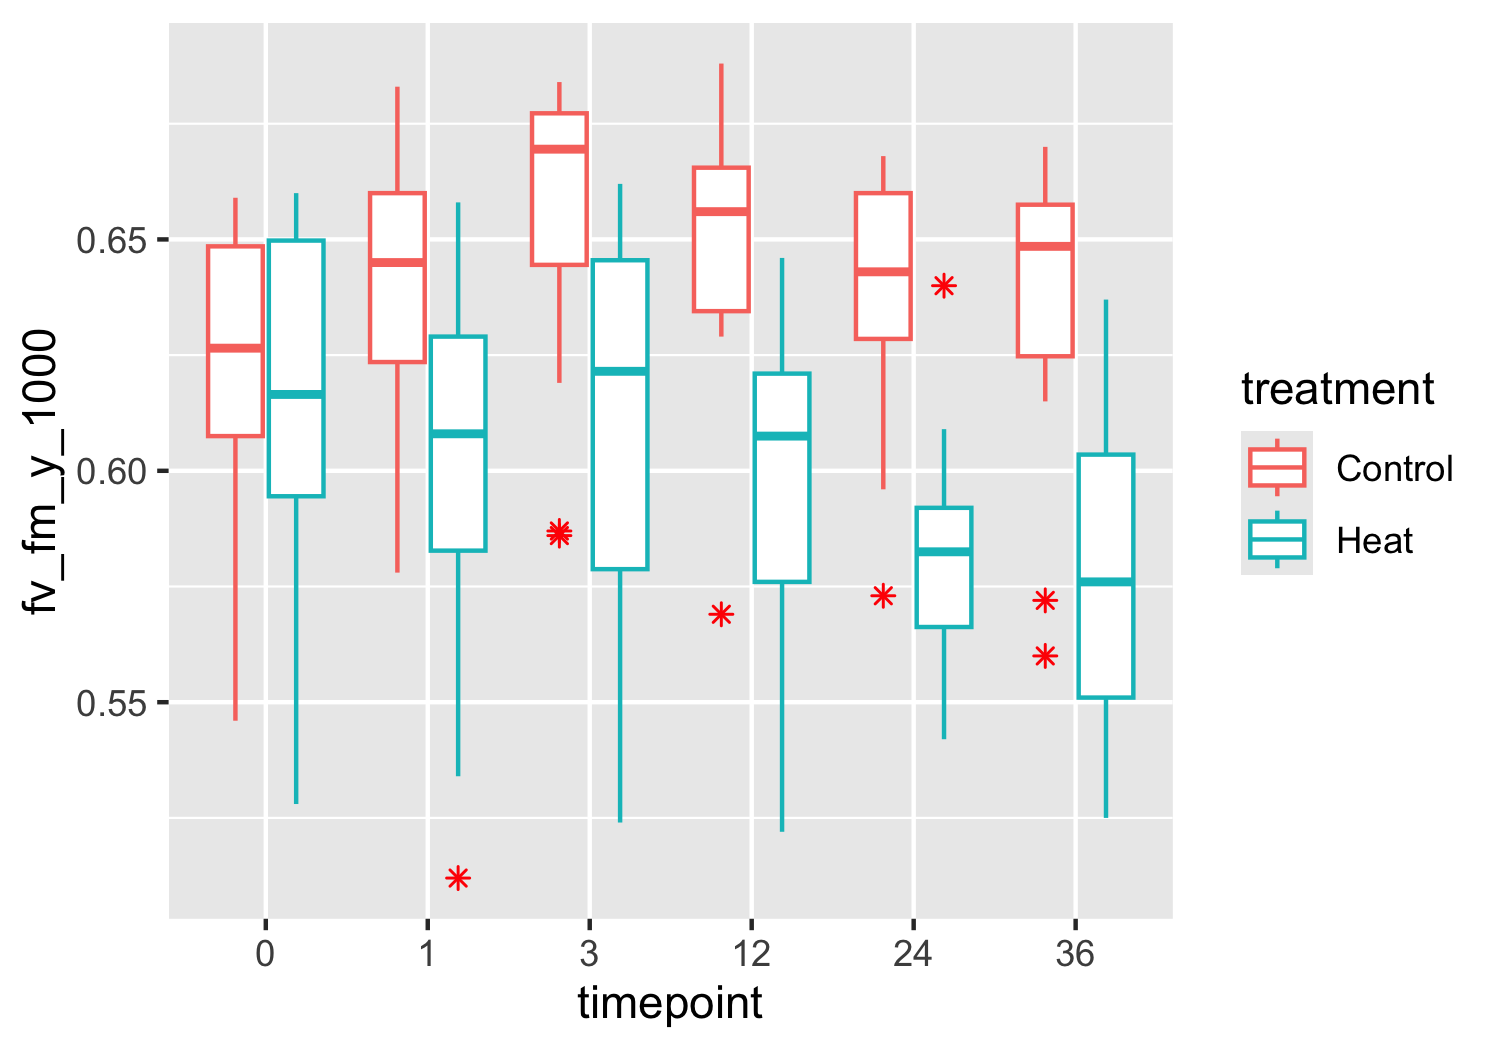 fv_fm_y_1000
0.65
0.60
0.55
0 1 3 12 24 36
timepoint
treatment
Control
Heat